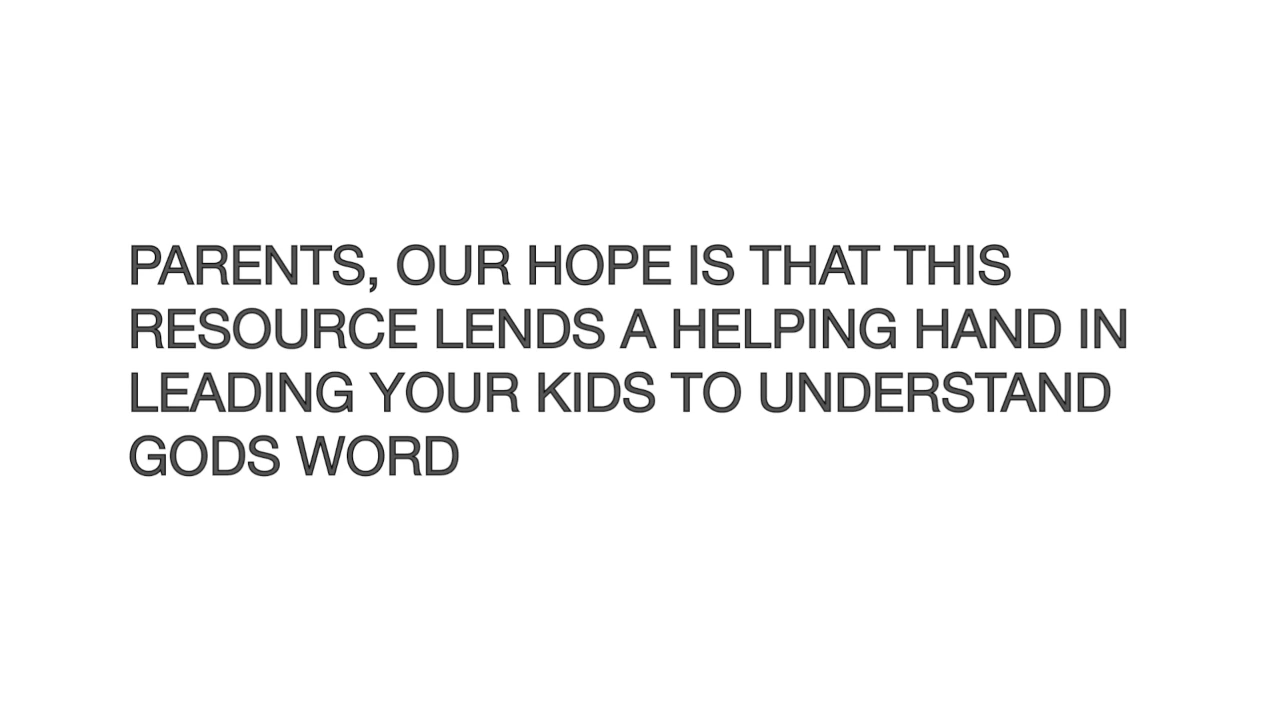 PARENTS, OUR HOPE IS THAT THIS
RESOURCE LENDS A HELPING HAND IN
LEADING YOUR KIDS TO UNDERSTAND
GODS WORD